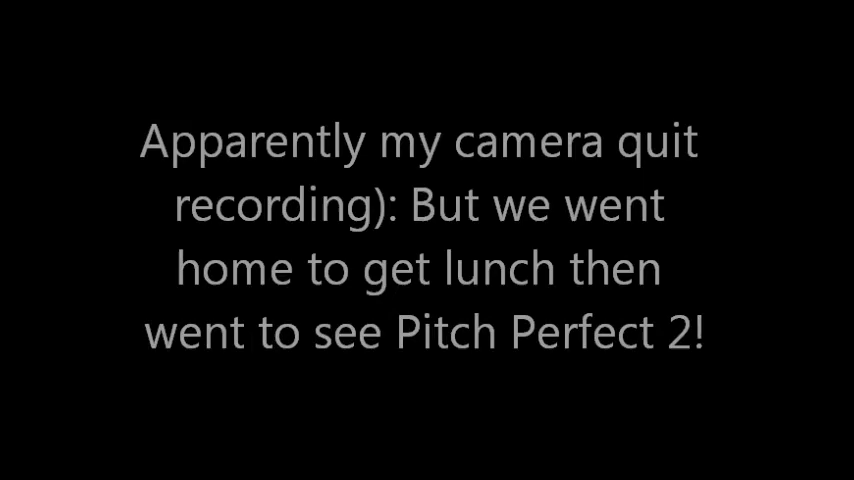 Apparently my camera quit
recording): But we went
home to get lunch then
went to see Pitch Perfect 2!